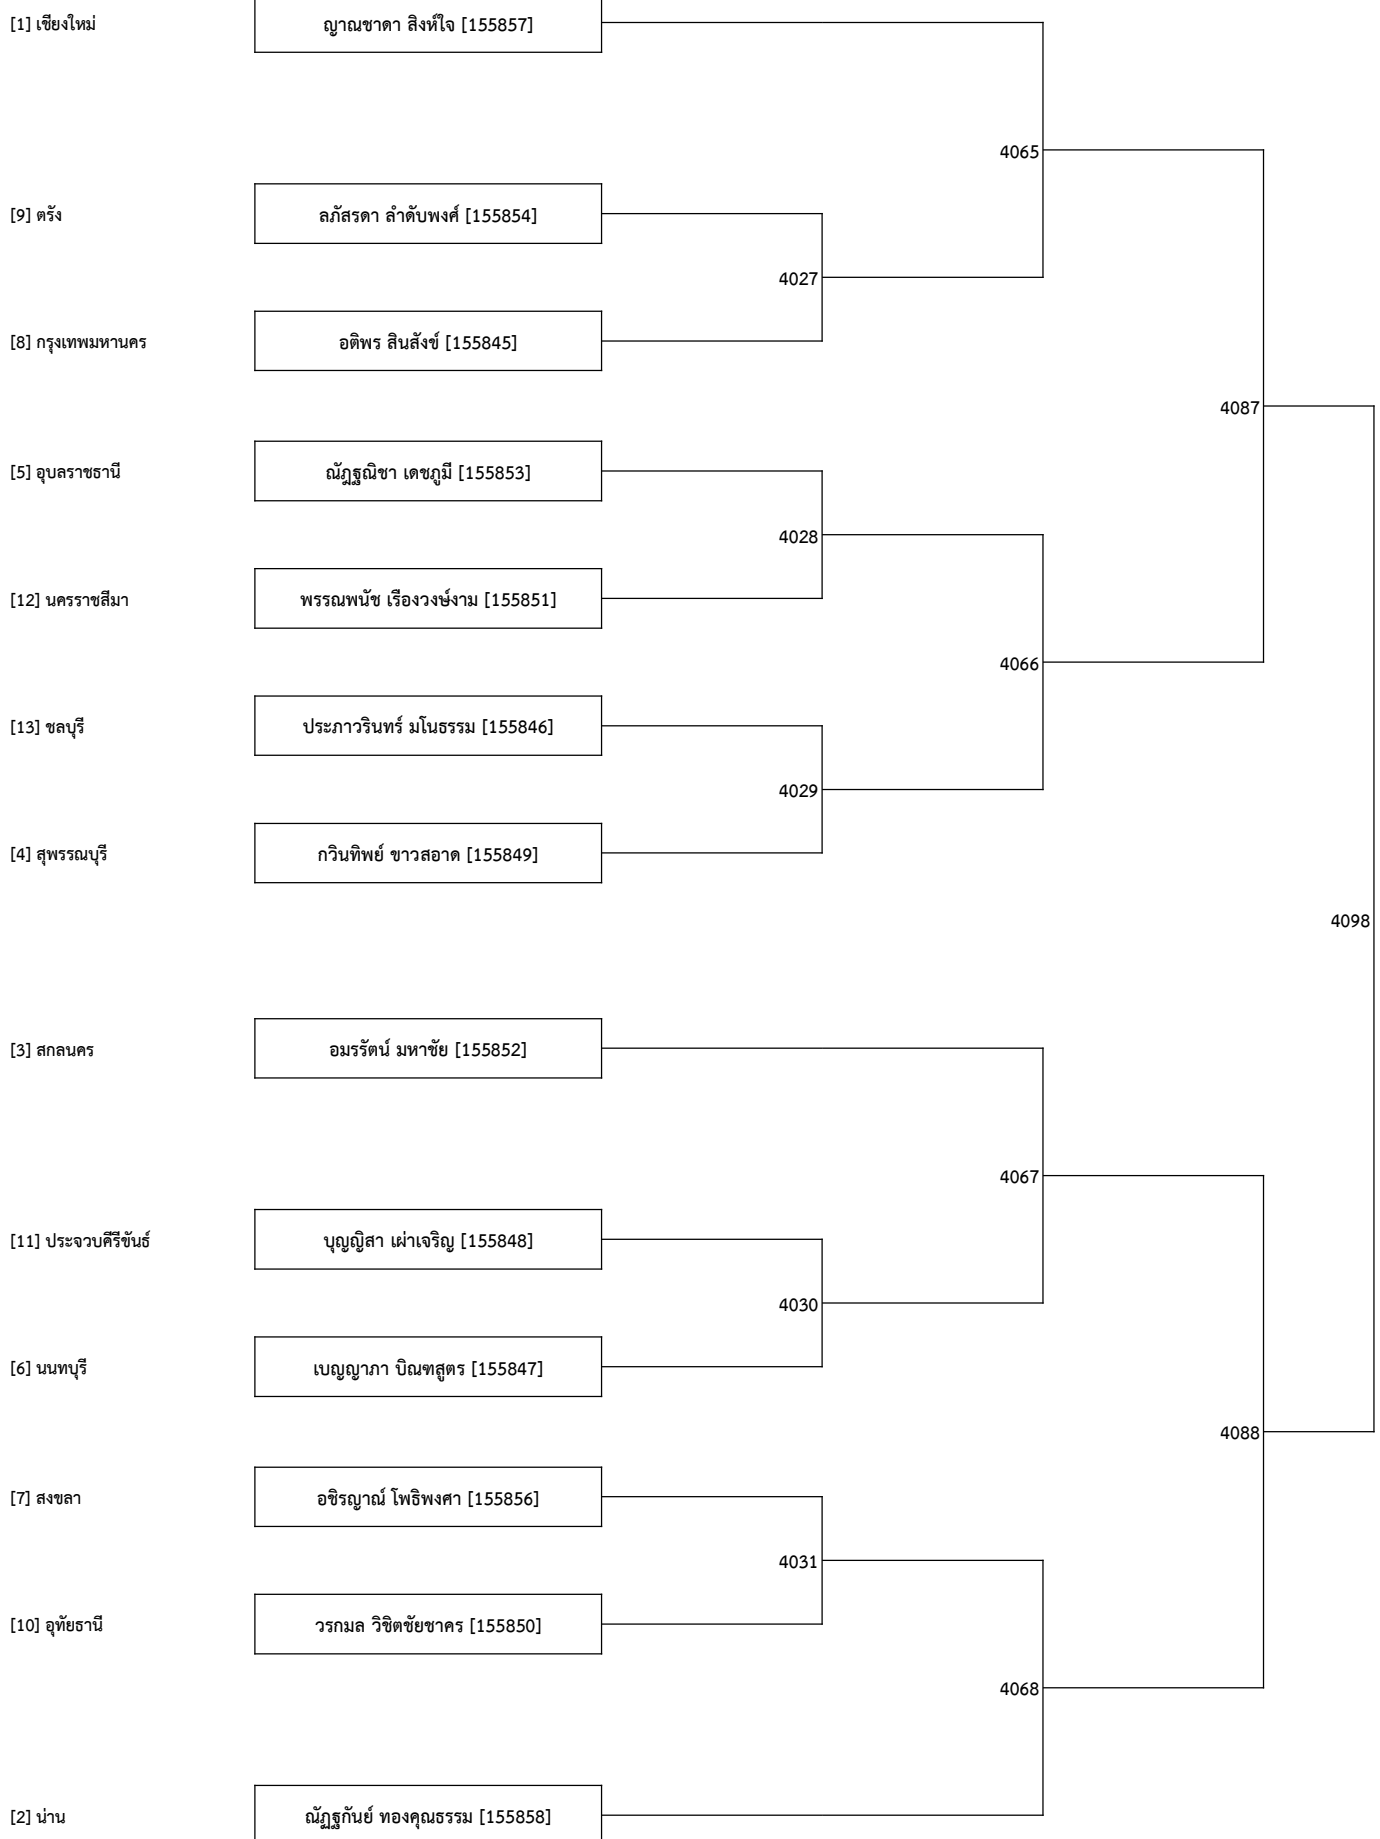 [1] เชียงใหม่ ญาณชาดา สิงห์ใจ [155857]
4065
[9] ตรัง ลภัสรดา ลำดับพงศ์ [155854]
4027
[8] กรุงเทพมหานคร อติพร สินสังข์ [155845]
4087
[5] อุบลราชธานี ณัฎฐณิชา เดชภูมี [155853]
4028
[12] นครราชสีมา พรรณพนัช เรืองวงษ์งาม [155851]
4066
[13] ชลบุรี ประภาวรินทร์ มโนธรรม [155846]
4029
[4] สุพรรณบุรี กวินทิพย์ ขาวสอาด [155849]
4098
[3] สกลนคร อมรรัตน์ มหาชัย [155852]
4067
[11] ประจวบคีรีขันธ์ บุญญิสา เผ่าเจริญ [155848]
4030
[6] นนทบุรี เบญญาภา บิณฑสูตร [155847]
4088
[7] สงขลา อชิรญาณ์ โพธิพงศา [155856]
4031
[10] อุทัยธานี วรกมล วิชิตชัยชาคร [155850]
4068
[2] น่าน ณัฏฐกันย์ ทองคุณธรรม [155858]